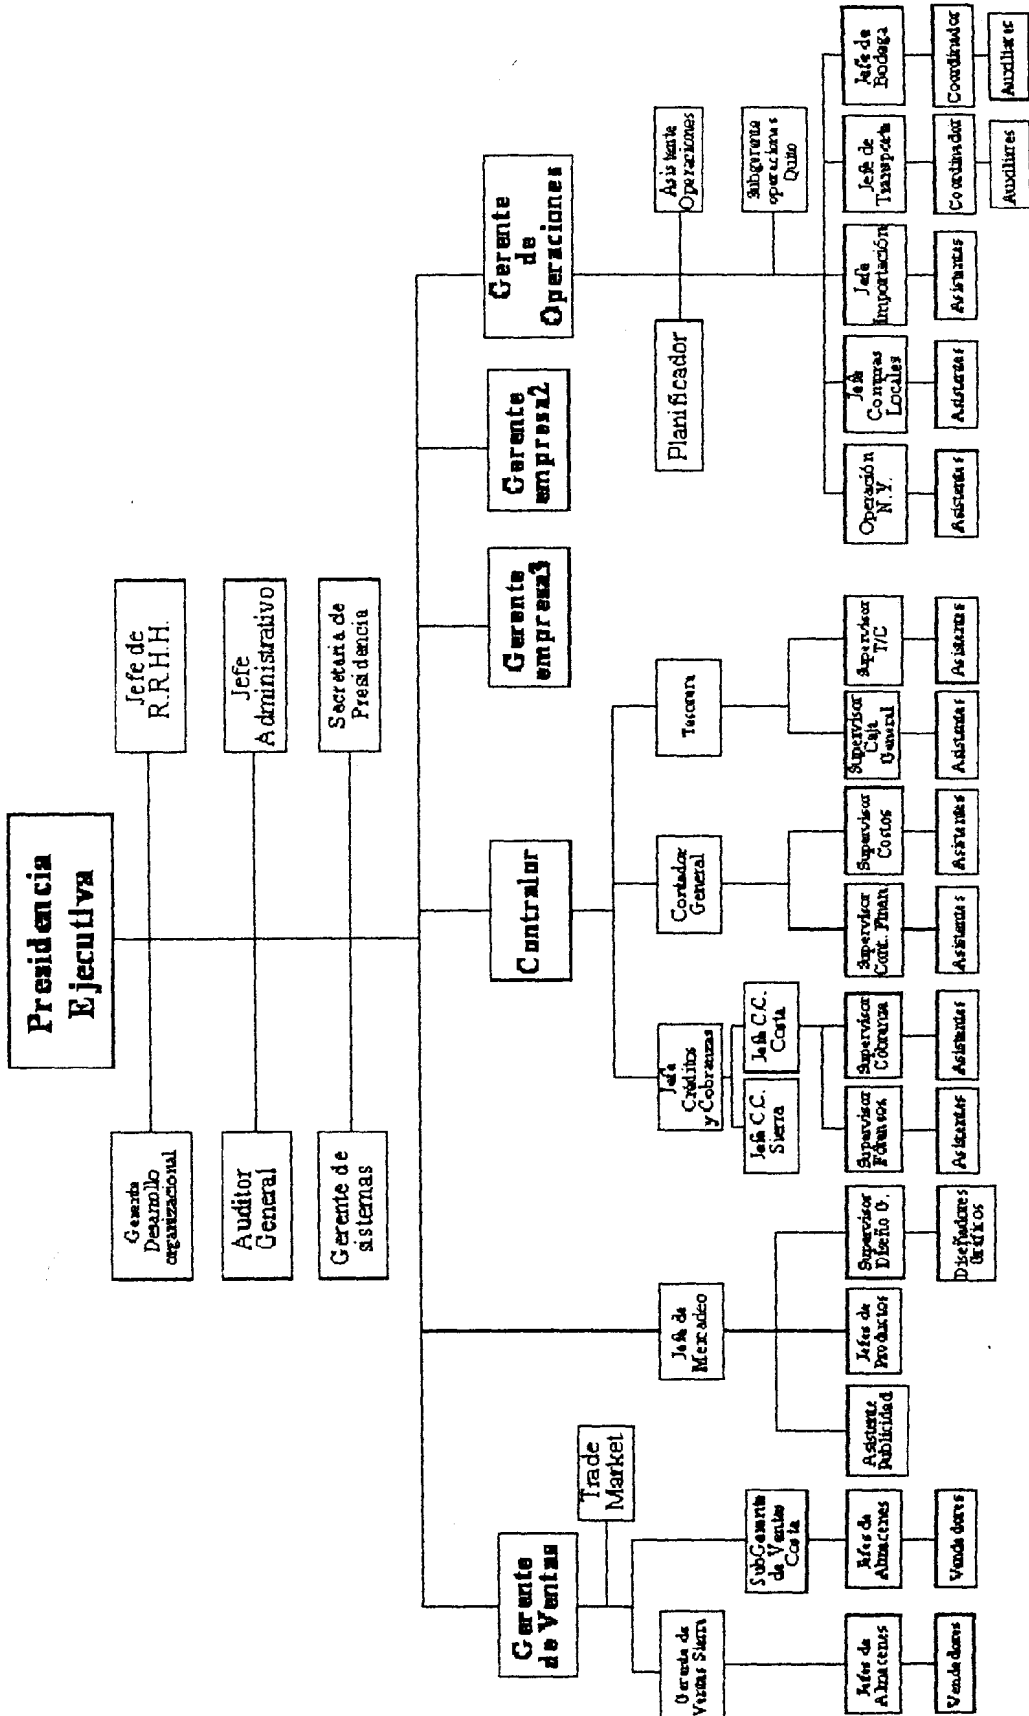 Presidencia
Ejecutiva
Gerente
Desarrollo
organizacional
Jefe de
R.R.H.H.
Auditor
General
Jefe
Administrativo
Gerente de
sistemas
Secretaria de
Presidencia
Gerente
de Ventas
Contralor
Gerente
empresa3
Gerente
empresa2
Gerente
de
Operaciones
Trade
Market
Gerente de
Ventas Sierra
Jefe de
Mercadeo
Jefe
Créditos
y Cobranzas
Contador
General
Tesorera
Planificador
Asistente
Operaciones
SubGerente
de Ventas
Costa
Jefe C.C.
Sierra
Jefe C.C.
Costa
Subgerente
operaciones
Quito
Jefes de
Almacenes
Jefes de
Almacenes
Asistente
Publicidad
Jefes de
Productos
Supervisor
Diseño G.
Supervisor
Supervisor
Cobranza
Supervisor
Cont. Finan
Supervisor
Costos
Supervisor
Caja
General
Supervisor
T/C
Operación
N.Y.
Jefe
Compras
Locales
Jefe
Importación
Jefe de
Transporte
Jefe de
Bodega
Vendedores
Vendedores
Diseñadores
Gráficos
Asistentes
Asistentes
Asistentes
Asistentes
Asistentes
Asistents
Asistentes
Asistentes
Asistentes
Coordinador
Coordinador
Auxiliares
Auxiliares